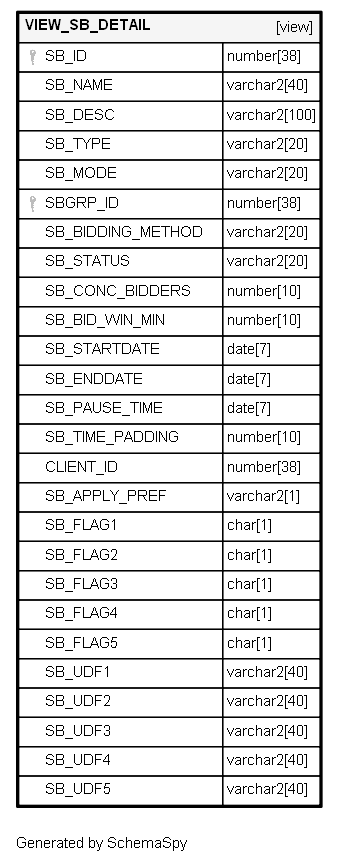 VIEW_SB_DETAIL [view]
SB_ID number[38]
SB_NAME varchar2[40]
SB_DESC varchar2[100]
SB_TYPE varchar2[20]
SB_MODE varchar2[20]
SBGRP_ID number[38]
SB_BIDDING_METHOD varchar2[20]
SB_STATUS varchar2[20]
SB_CONC_BIDDERS number[10]
SB_BID_WIN_MIN number[10]
SB_STARTDATE date[7]
SB_ENDDATE date[7]
SB_PAUSE_TIME date[7]
SB_TIME_PADDING number[10]
CLIENT_ID number[38]
SB_APPLY_PREF varchar2[1]
SB_FLAG1 char[1]
SB_FLAG2 char[1]
SB_FLAG3 char[1]
SB_FLAG4 char[1]
SB_FLAG5 char[1]
SB_UDF1 varchar2[40]
SB_UDF2 varchar2[40]
SB_UDF3 varchar2[40]
SB_UDF4 varchar2[40]
SB_UDF5 varchar2[40]
Generated by SchemaSpy